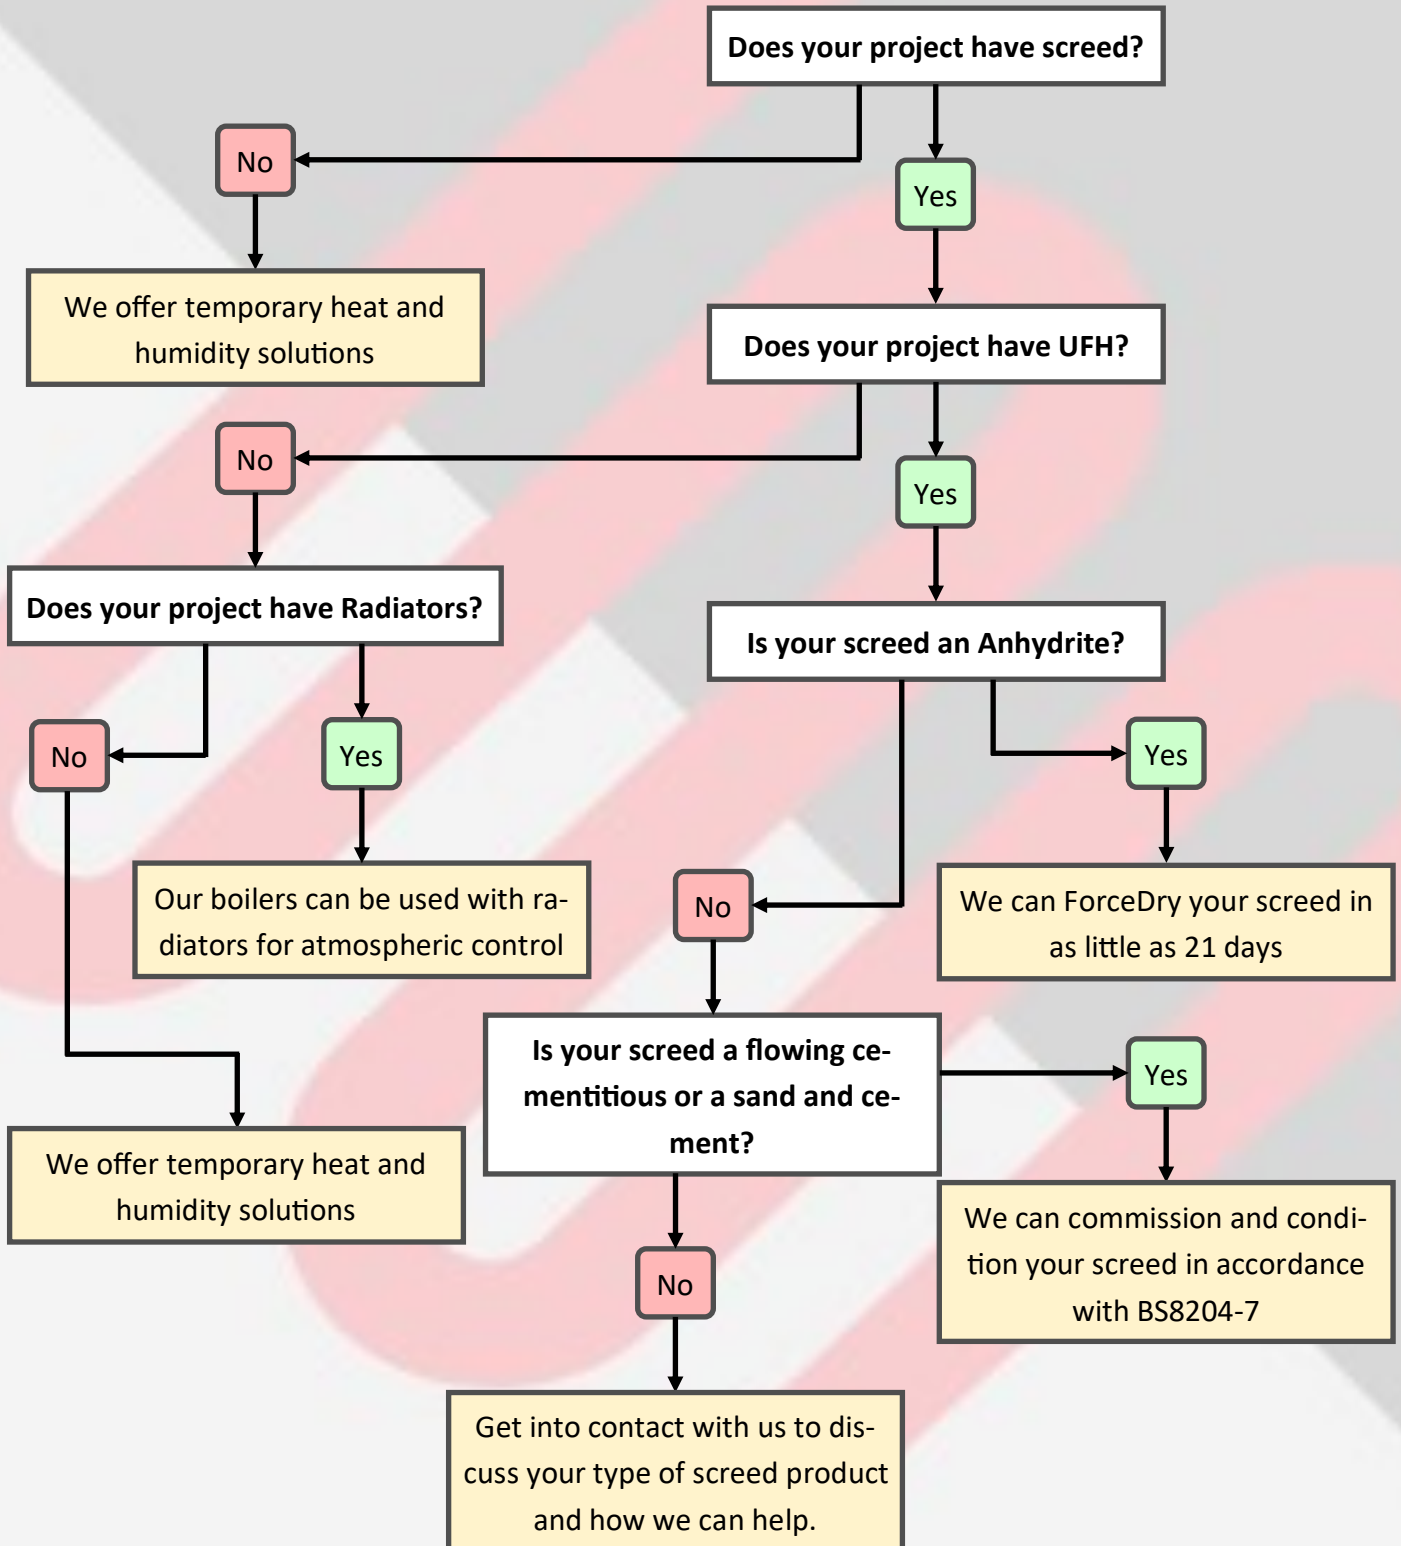 Does your project have screed?
No
Yes
We offer temporary heat and
humidity solutions
Does your project have UFH?
No
Yes
Does your project have Radiators?
Is your screed an Anhydrite?
No
Yes
Yes
Our boilers can be used with ra-
diators for atmospheric control
No
We can ForceDry your screed in
as little as 21 days
Is your screed a flowing ce-
mentitious or a sand and ce-
ment?
Yes
We offer temporary heat and
humidity solutions
We can commission and condi-
tion your screed in accordance
with BS8204-7
No
Get into contact with us to dis-
cuss your type of screed product
and how we can help.